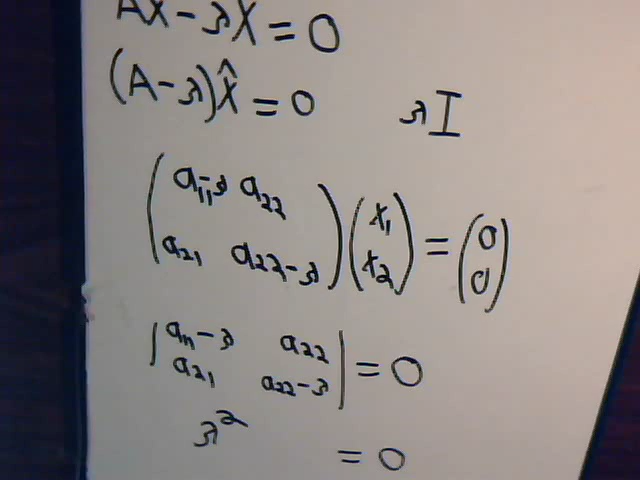 AX - λX = 0
(A - λ)X̂ = 0 λI
( a₁₁-λ a₂₂ ) ( x₁ ) = ( 0 )
( a₂₁ a₂₂-λ ) ( x₂ ) ( 0 )
| a₁₁-λ a₂₂ | = 0
| a₂₁ a₂₂-λ |
λ² = 0